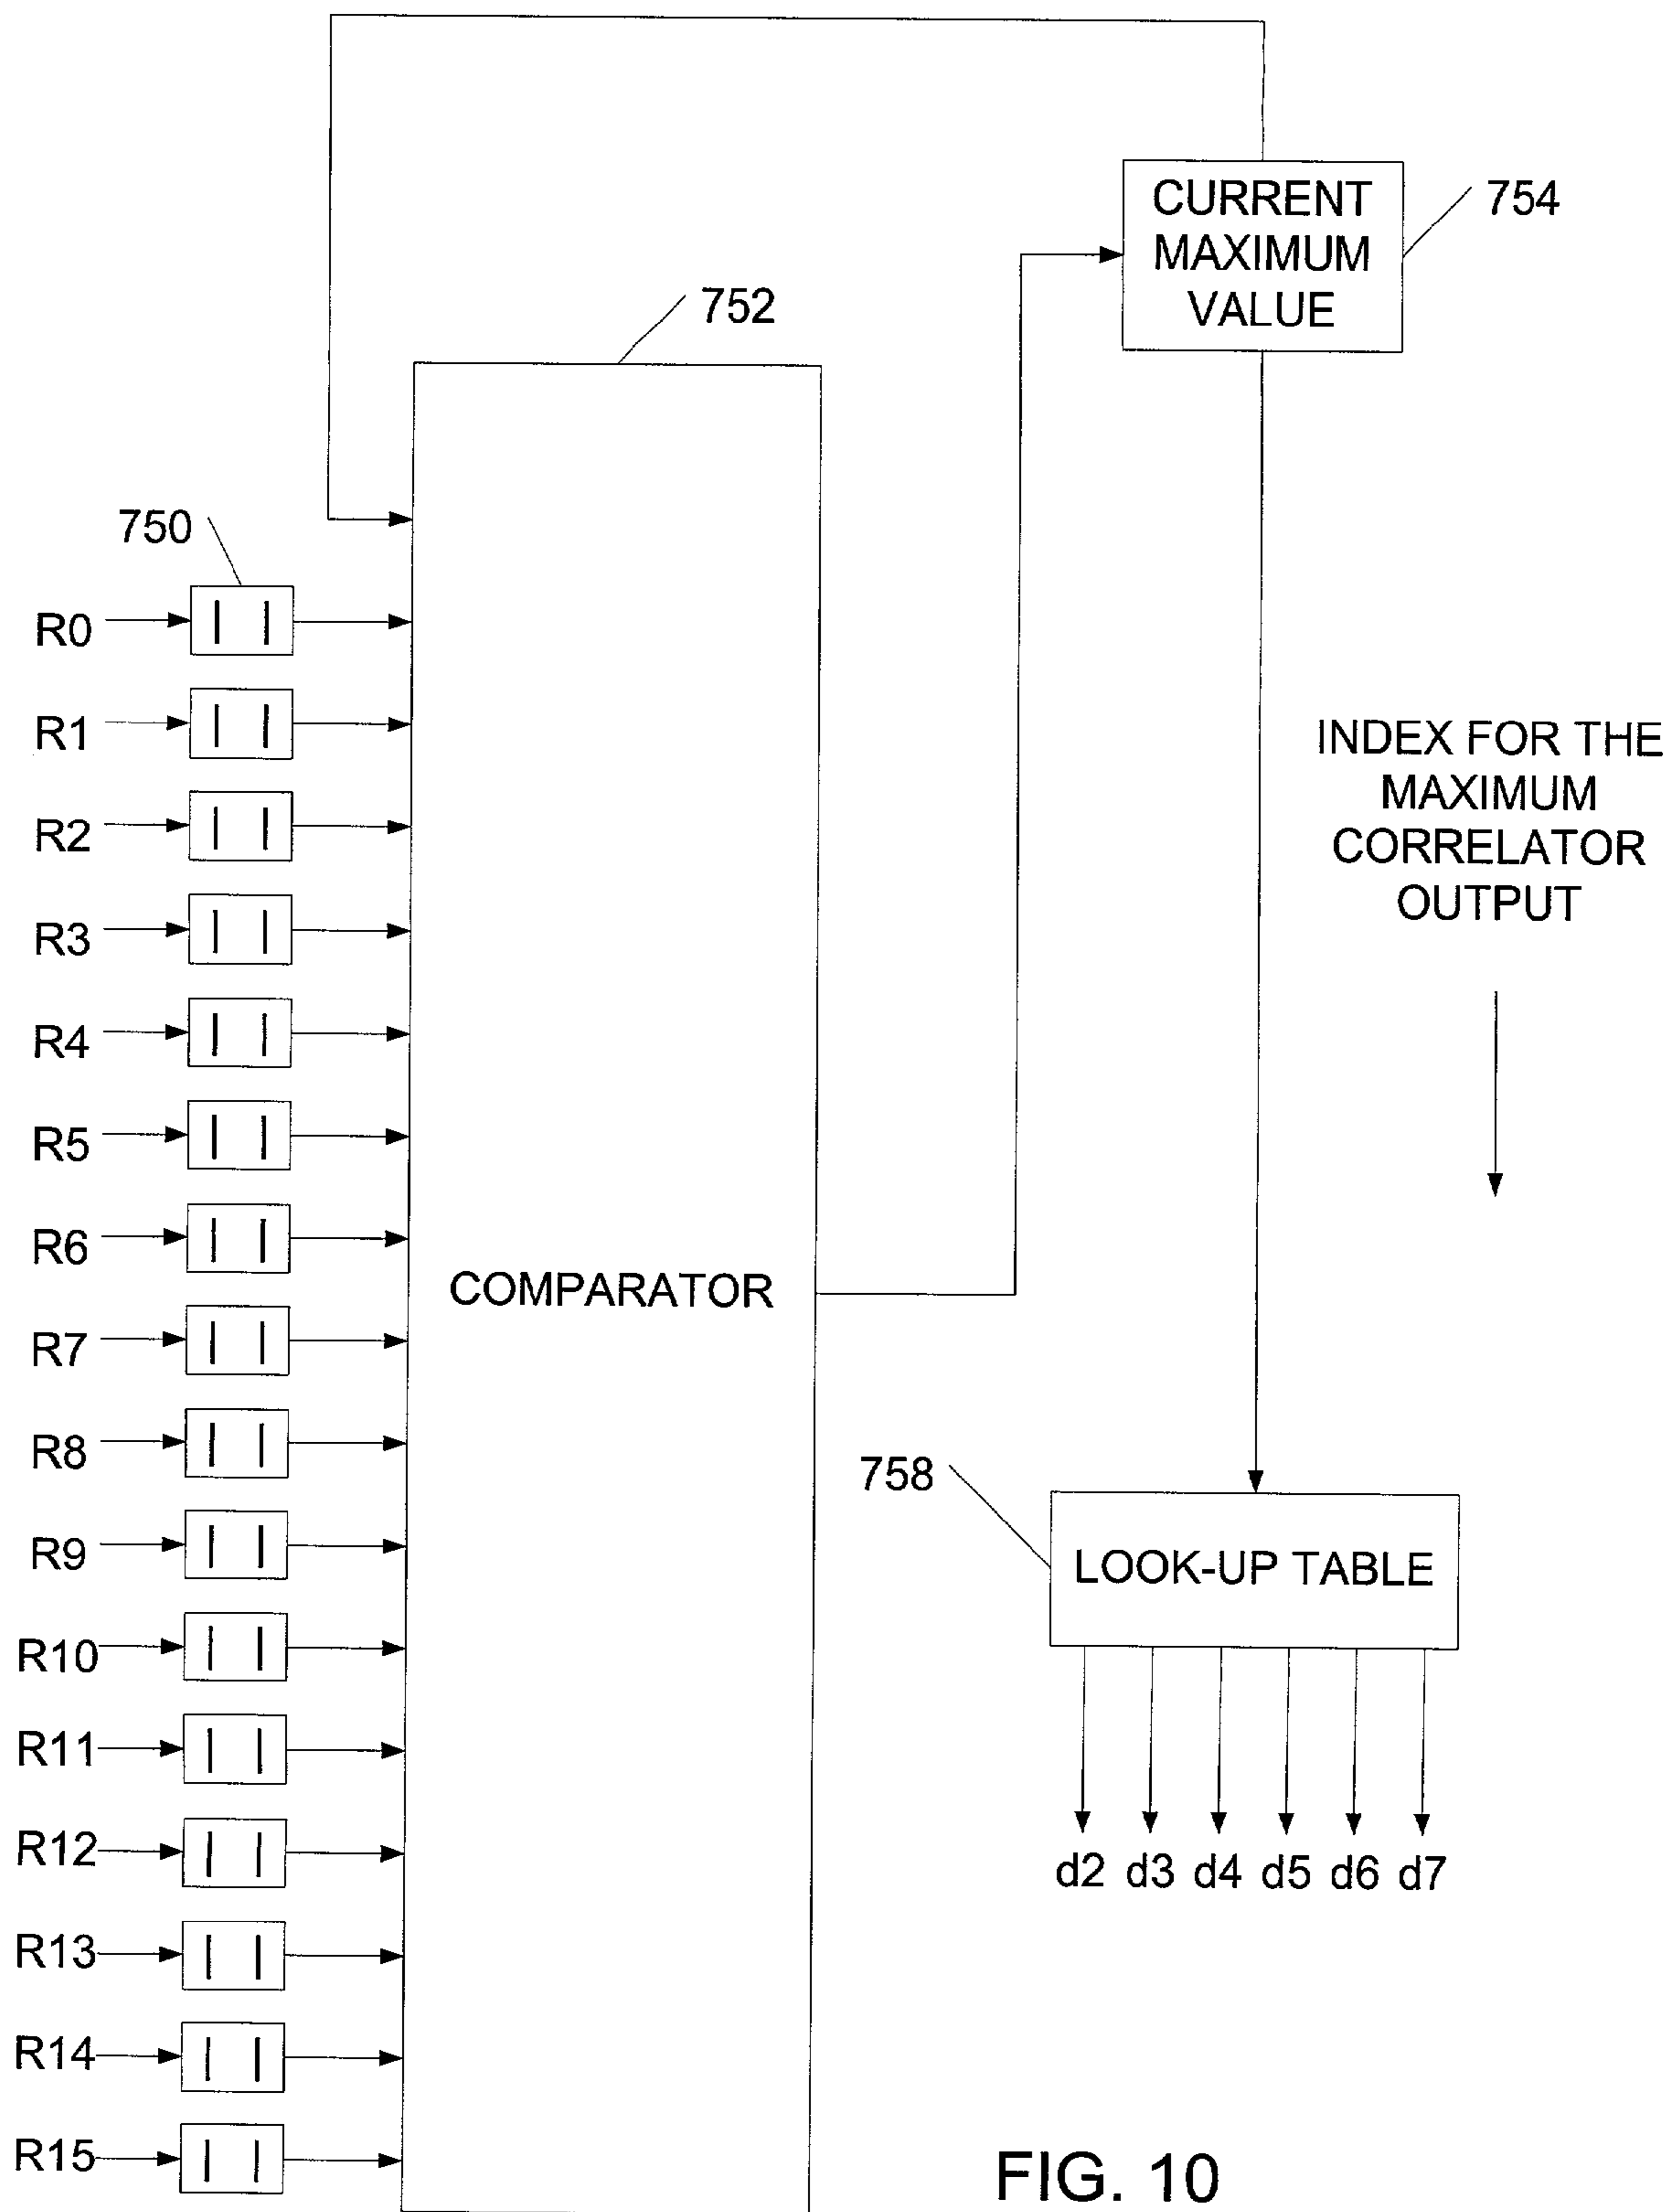 CURRENT
MAXIMUM
VALUE
754
752
750
R0
R1
R2
R3
R4
R5
R6
R7
R8
R9
R10
R11
R12
R13
R14
R15
COMPARATOR
INDEX FOR THE
MAXIMUM
CORRELATOR
OUTPUT
758
LOOK-UP TABLE
d2 d3 d4 d5 d6 d7
FIG. 10